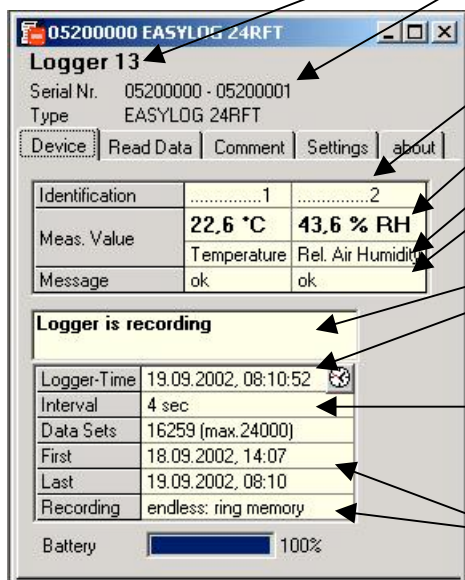 05200000 EASYLOG 24RFT
Logger 13
Serial Nr. 05200000 - 05200001
Type EASYLOG 24RFT
Device Read Data Comment Settings about
Identification ..............1 ..............2
Meas. Value 22,6 °C 43,6 % RH
Temperature Rel. Air Humidity
Message ok ok
Logger is recording
Logger-Time 19.09.2002, 08:10:52
Interval 4 sec
Data Sets 16259 (max.24000)
First 18.09.2002, 14:07
Last 19.09.2002, 08:10
Recording endless: ring memory
Battery 100%